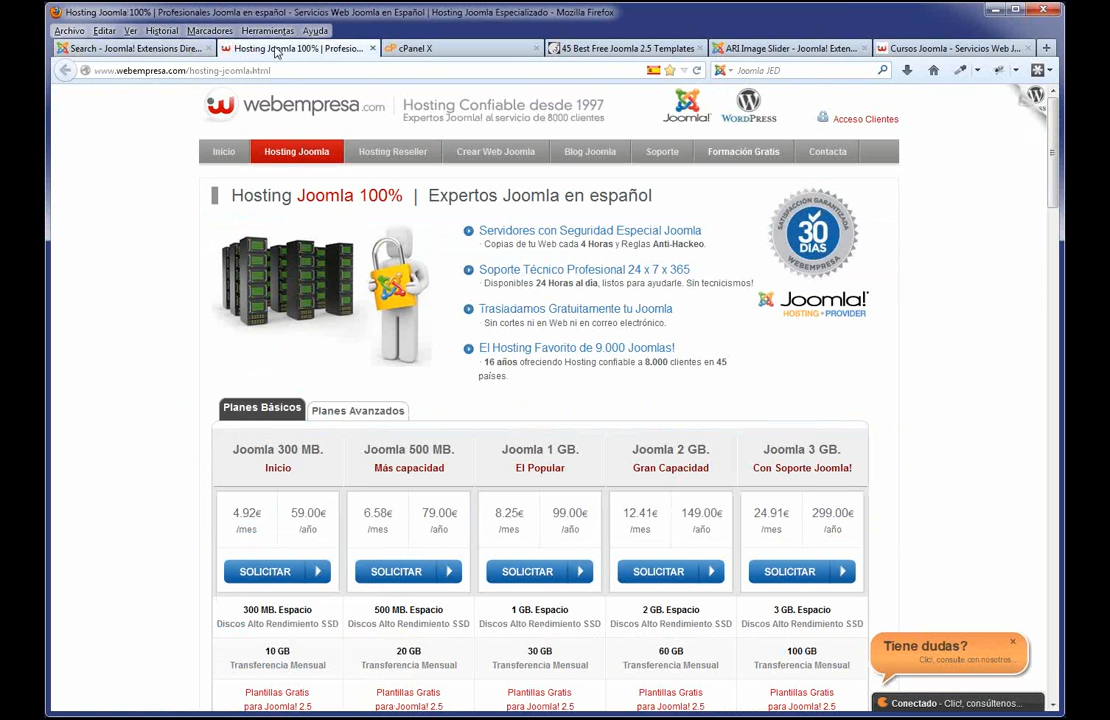 Hosting Joomla 100% | Profesionales Joomla en español - Servicios Web Joomla en Español | Hosting Joomla Especializado - Mozilla Firefox
Archivo Editar Ver Historial Marcadores Herramientas Ayuda
Search - Joomla! Extensions Dire...
Hosting Joomla 100% | Profesio...
cPanel X
45 Best Free Joomla 2.5 Templates
ARI Image Slider - Joomla! Exten...
Cursos Joomla - Servicios Web J...
www.webempresa.com/hosting-joomla.html
Joomla JED
webempresa.com
Hosting Confiable desde 1997
Expertos Joomla! al servicio de 8000 clientes
Joomla!
WORDPRESS
Acceso Clientes
Inicio Hosting Joomla Hosting Reseller Crear Web Joomla Blog Joomla Soporte Formación Gratis Contacta
Hosting Joomla 100% | Expertos Joomla en español
Servidores con Seguridad Especial Joomla
· Copias de tu Web cada 4 Horas y Reglas Anti-Hackeo.
Soporte Técnico Profesional 24 x 7 x 365
· Disponibles 24 Horas al día, listos para ayudarle. Sin tecnicismos!
Trasladamos Gratuitamente tu Joomla
· Sin cortes ni en Web ni en correo electrónico.
El Hosting Favorito de 9.000 Joomlas!
· 16 años ofreciendo Hosting confiable a 8.000 clientes en 45
países.
SATISFACCIÓN GARANTIZADA
30
DIAS
WEBEMPRESA
Joomla!
HOSTING • PROVIDER
Planes Básicos Planes Avanzados
Joomla 300 MB. Joomla 500 MB. Joomla 1 GB. Joomla 2 GB. Joomla 3 GB.
Inicio Más capacidad El Popular Gran Capacidad Con Soporte Joomla!
4.92€ 59.00€ 6.58€ 79.00€ 8.25€ 99.00€ 12.41€ 149.00€ 24.91€ 299.00€
/mes /año /mes /año /mes /año /mes /año /mes /año
SOLICITAR SOLICITAR SOLICITAR SOLICITAR SOLICITAR
300 MB. Espacio 500 MB. Espacio 1 GB. Espacio 2 GB. Espacio 3 GB. Espacio
Discos Alto Rendimiento SSD Discos Alto Rendimiento SSD Discos Alto Rendimiento SSD Discos Alto Rendimiento SSD Discos Alto Rendimiento SSD
10 GB 20 GB 30 GB 60 GB 100 GB
Transferencia Mensual Transferencia Mensual Transferencia Mensual Transferencia Mensual Transferencia Mensual
Plantillas Gratis Plantillas Gratis Plantillas Gratis Plantillas Gratis Plantillas Gratis
para Joomla! 2.5 para Joomla! 2.5 para Joomla! 2.5 para Joomla! 2.5 para Joomla! 2.5
Tiene dudas?
Clic!, consulte con nosotros...
Conectado - Clic!, consúltenos...